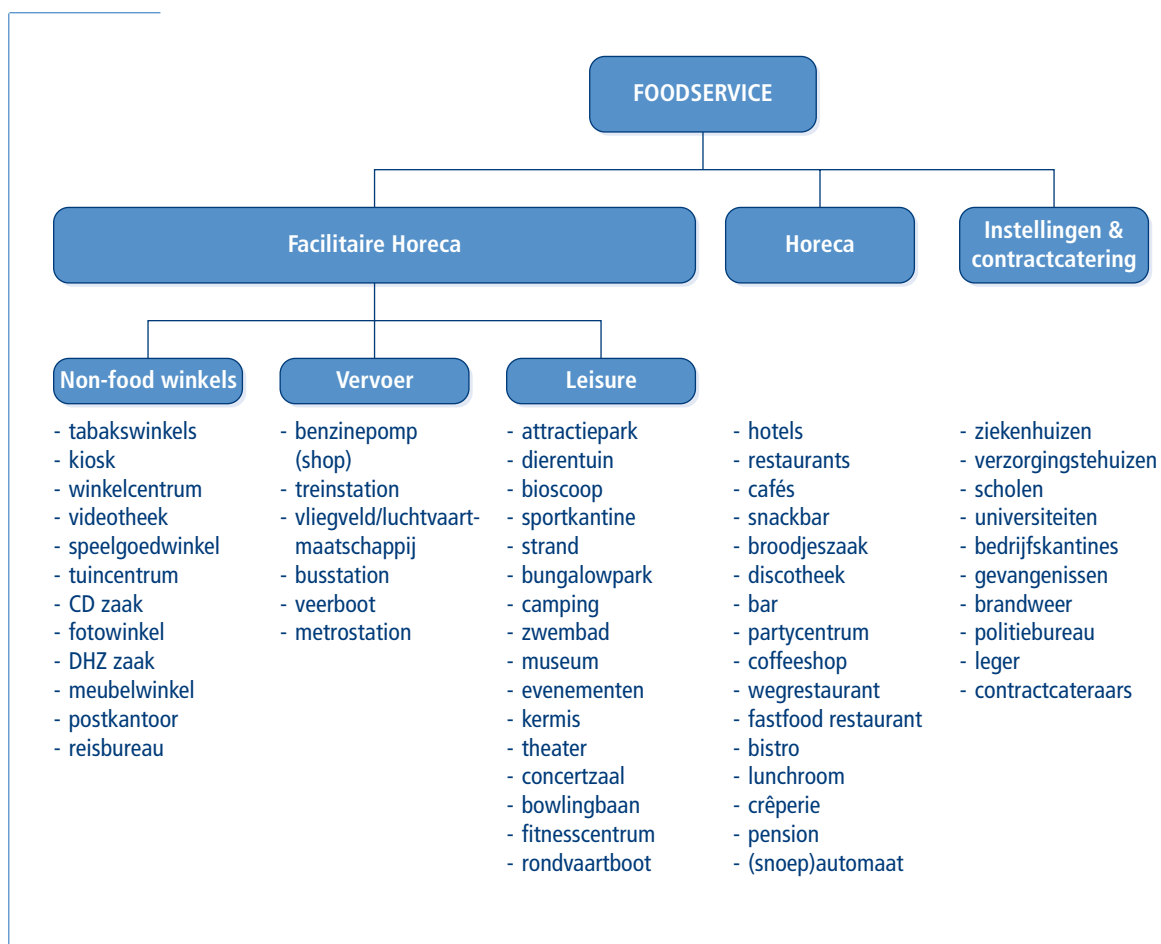 FOODSERVICE
Facilitaire Horeca
Horeca
Instellingen &
contractcatering
Non-food winkels
Vervoer
Leisure
- tabakswinkels
- kiosk
- winkelcentrum
- videotheek
- speelgoedwinkel
- tuincentrum
- CD zaak
- fotowinkel
- DHZ zaak
- meubelwinkel
- postkantoor
- reisbureau
- benzinepomp
(shop)
- treinstation
- vliegveld/luchtvaart-
maatschappij
- busstation
- veerboot
- metrostation
- attractiepark
- dierentuin
- bioscoop
- sportkantine
- strand
- bungalowpark
- camping
- zwembad
- museum
- evenementen
- kermis
- theater
- concertzaal
- bowlingbaan
- fitnesscentrum
- rondvaartboot
- hotels
- restaurants
- cafés
- snackbar
- broodjeszaak
- discotheek
- bar
- partycentrum
- coffeeshop
- wegrestaurant
- fastfood restaurant
- bistro
- lunchroom
- crêperie
- pension
- (snoep)automaat
- ziekenhuizen
- verzorgingstehuizen
- scholen
- universiteiten
- bedrijfskantines
- gevangenissen
- brandweer
- politiebureau
- leger
- contractcateraars